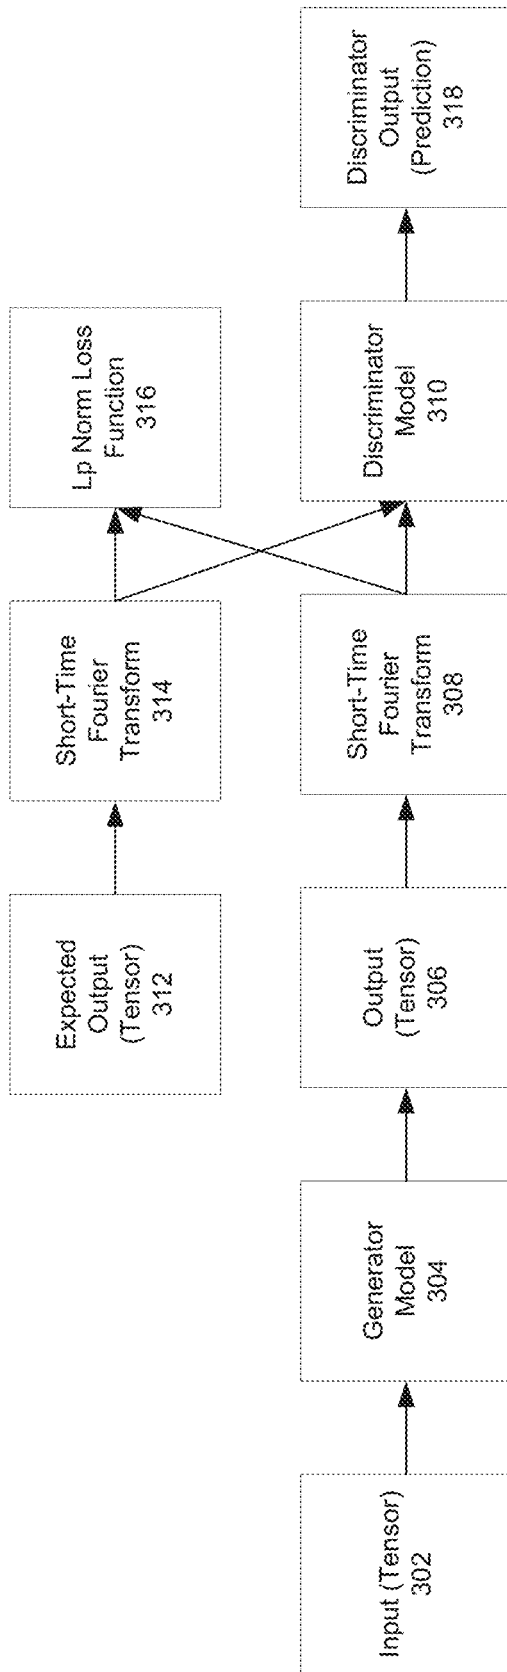 Expected
Output
(Tensor)
312
Short-Time
Fourier
Transform
314
Lp Norm Loss
Function
316
Input (Tensor)
302
Generator
Model
304
Output
(Tensor)
306
Short-Time
Fourier
Transform
308
Discriminator
Model
310
Discriminator
Output
(Prediction)
318